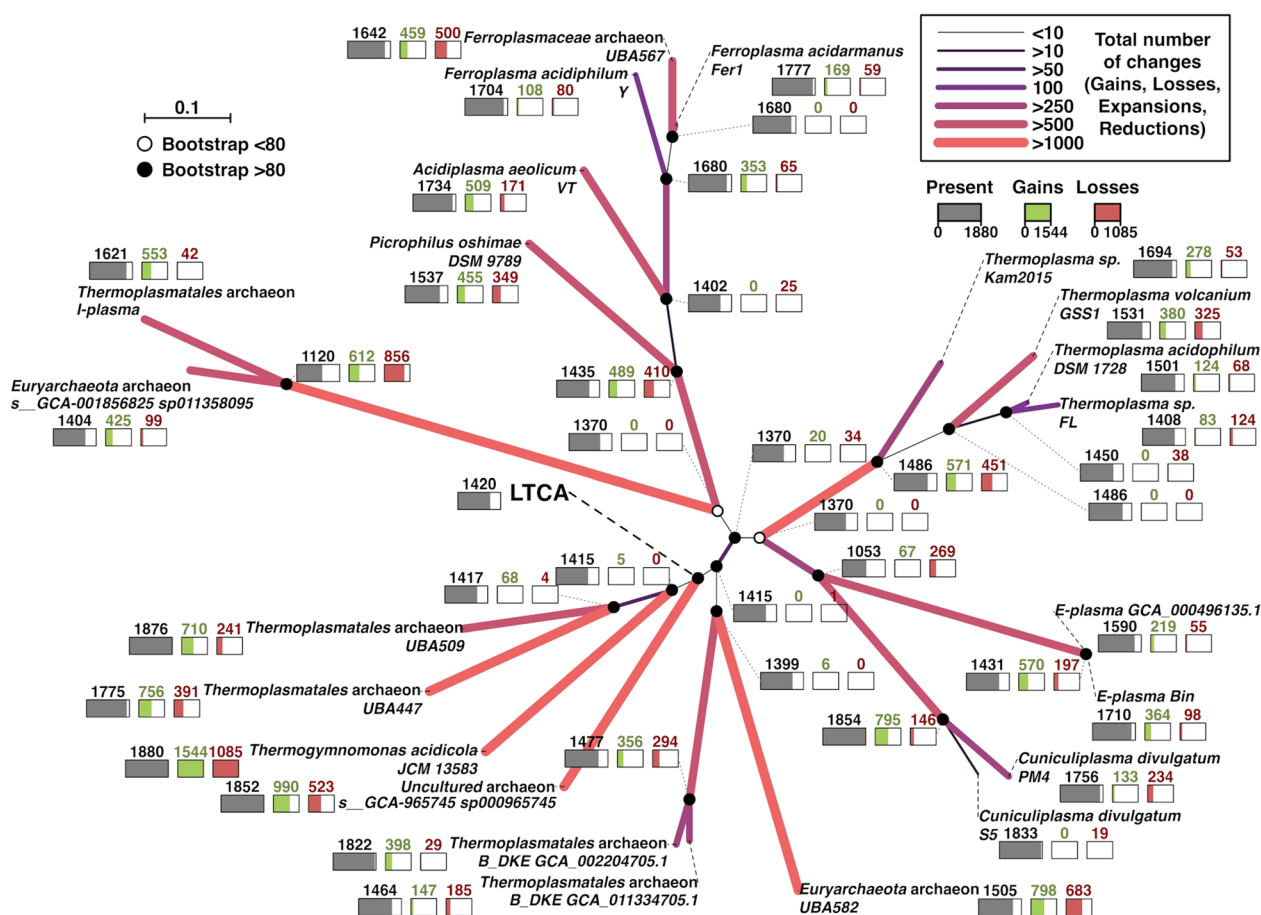 1642 459 500
Ferroplasmaceae archaeon
UBA567
Ferroplasma acidiphilum
Y
1704 108 80
Ferroplasma acidarmanus
Fer1
1777 169 59
1680 0 0
<10
>10
>50
100
>250
>500
>1000
Total number
of changes
(Gains, Losses,
Expansions,
Reductions)
0.1
Bootstrap <80
Bootstrap >80
Acidiplasma aeolicum
VT
1734 509 171
1680 353 65
Present Gains Losses
0 1880 0 1544 0 1085
Picrophilus oshimae
DSM 9789
1537 455 349
1402 0 25
1621 553 42
Thermoplasmatales archaeon
I-plasma
Thermoplasma sp.
Kam2015
1694 278 53
Thermoplasma volcanium
GSS1
1531 380 325
Thermoplasma acidophilum
DSM 1728
1501 124 68
Thermoplasma sp.
FL
1408 83 124
1450 0 38
1486 0 0
1120 612 856
Euryarchaeota archaeon
s__GCA-001856825 sp011358095
1404 425 99
1435 489 410
1370 0 0
1370 20 34
1486 571 451
1370 0 0
1420
LTCA
1415 5 0
1417 68 4
1053 67 269
1415 0 1
1399 6 0
E-plasma GCA_000496135.1
1590 219 55
1431 570 197
E-plasma Bin
1710 364 98
1876 710 241
Thermoplasmatales archaeon
UBA509
1775 756 391
Thermoplasmatales archaeon
UBA447
1880 1544 1085
Thermogymnomonas acidicola
JCM 13583
1852 990 523
Uncultured archaeon
s__GCA-965745 sp000965745
1477 356 294
1854 795 146
Cuniculiplasma divulgatum
PM4
1756 133 234
Cuniculiplasma divulgatum
S5
1833 0 19
1822 398 29
Thermoplasmatales archaeon
B_DKE GCA_002204705.1
1464 147 185
Thermoplasmatales archaeon
B_DKE GCA_011334705.1
Euryarchaeota archaeon
UBA582
1505 798 683